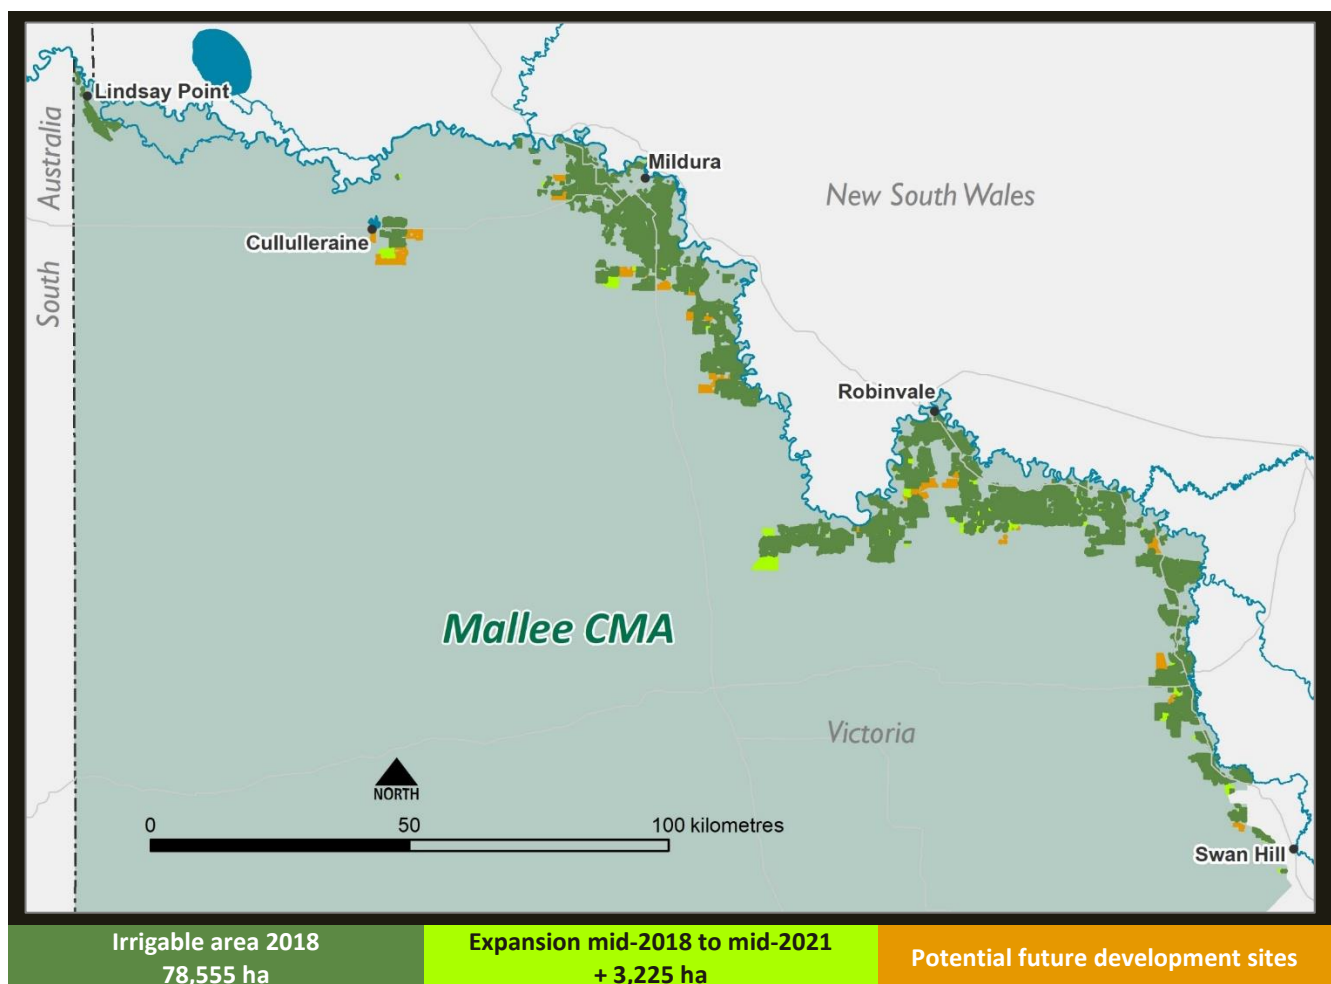 Lindsay Point
South Australia
Mildura
New South Wales
Cullulleraine
Robinvale
Mallee CMA
Victoria
NORTH
0 50 100 kilometres
Swan Hill
Irrigable area 2018
78,555 ha
Expansion mid-2018 to mid-2021
+ 3,225 ha
Potential future development sites